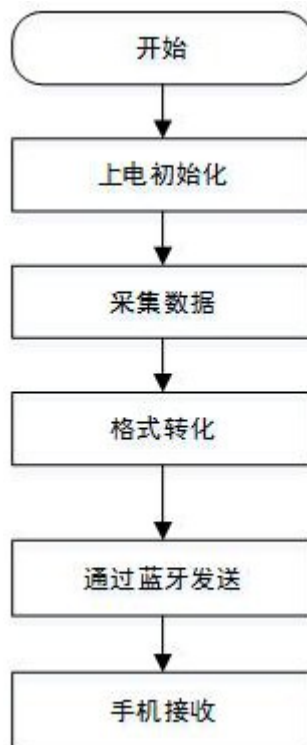 开始
上电初始化
采集数据
格式转化
通过蓝牙发送
手机接收